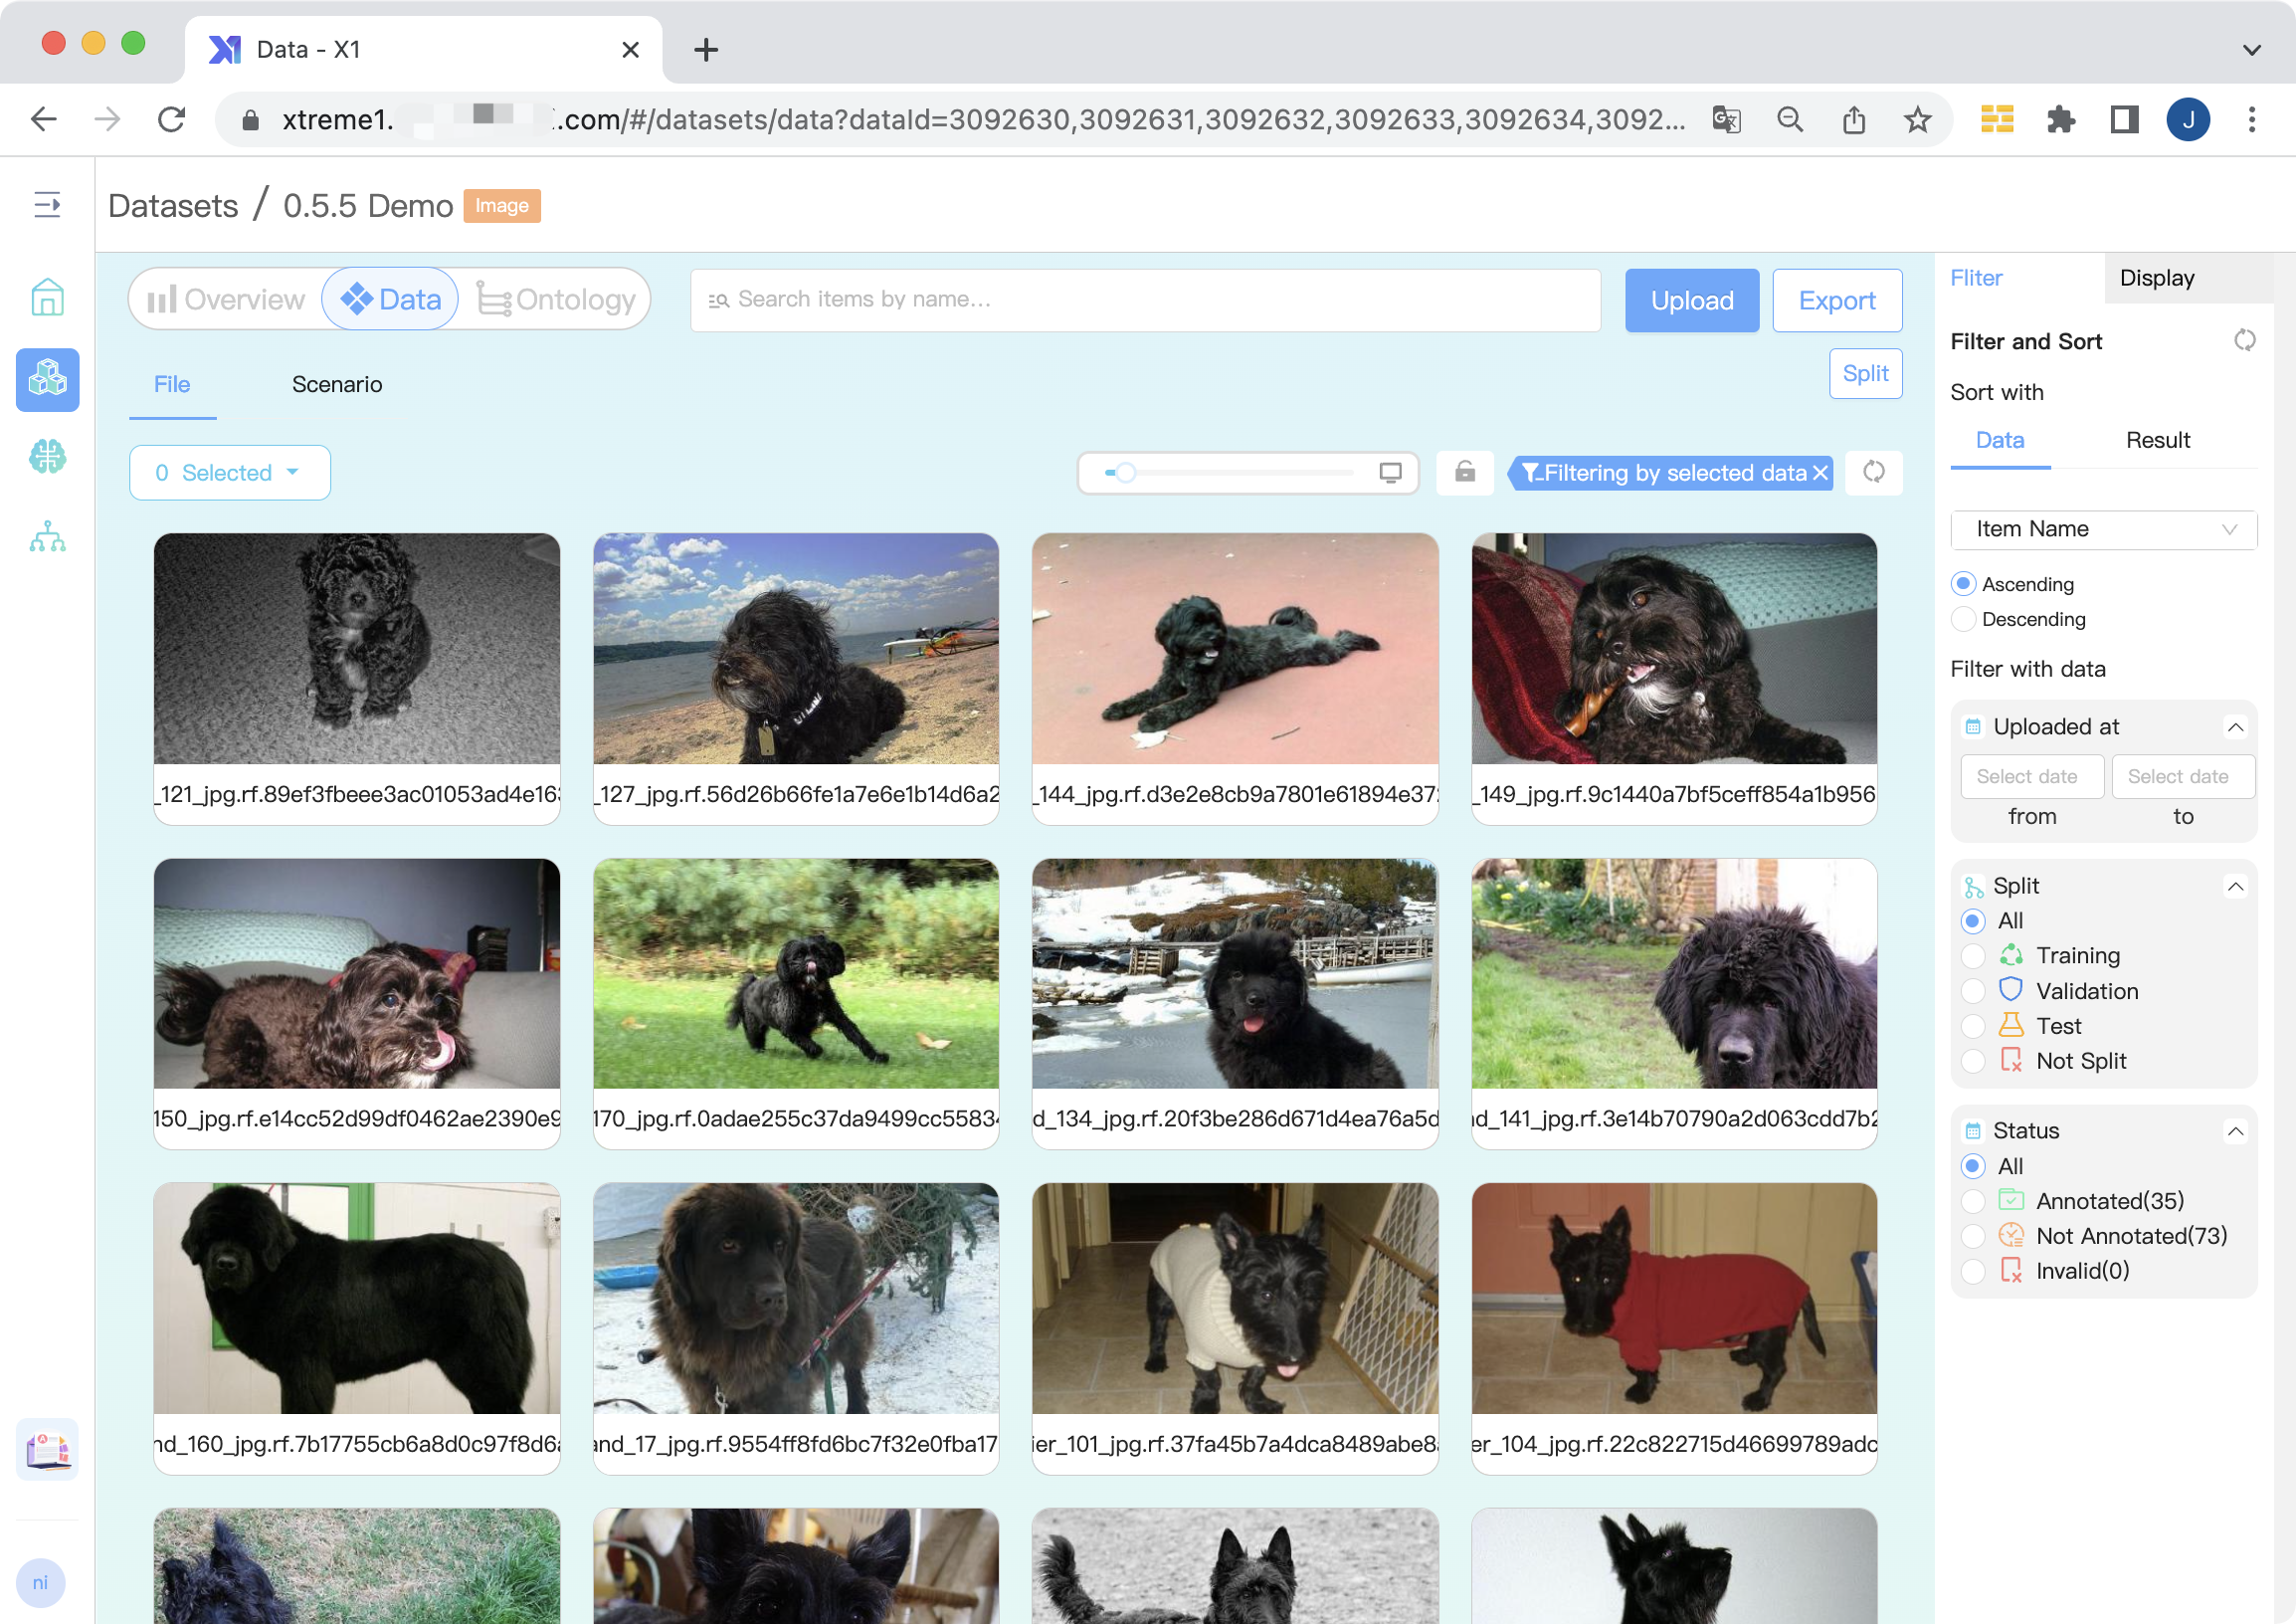 Data - X1
xtreme1.
.com/#/datasets/data?dataId=3092630,3092631,3092632,3092633,3092634,3092...
J
Datasets / 0.5.5 Demo Image
Overview Data Ontology
Search items by name...
Upload Export
File Scenario
Split
0 Selected
Filtering by selected data
_121_jpg.rf.89ef3fbeee3ac01053ad4e16
_127_jpg.rf.56d26b66fe1a7e6e1b14d6a2
_144_jpg.rf.d3e2e8cb9a7801e61894e37
_149_jpg.rf.9c1440a7bf5ceff854a1b956
150_jpg.rf.e14cc52d99df0462ae2390e9
170_jpg.rf.0adae255c37da9499cc5583
d_134_jpg.rf.20f3be286d671d4ea76a5d
d_141_jpg.rf.3e14b70790a2d063cdd7b2
nd_160_jpg.rf.7b17755cb6a8d0c97f8d6
and_17_jpg.rf.9554ff8fd6bc7f32e0fba17
ier_101_jpg.rf.37fa45b7a4dca8489abe8
er_104_jpg.rf.22c822715d46699789adc
ni
Fliter Display
Filter and Sort
Sort with
Data Result
Item Name
Ascending
Descending
Filter with data
Uploaded at
Select date Select date
from to
Split
All
Training
Validation
Test
Not Split
Status
All
Annotated(35)
Not Annotated(73)
Invalid(0)